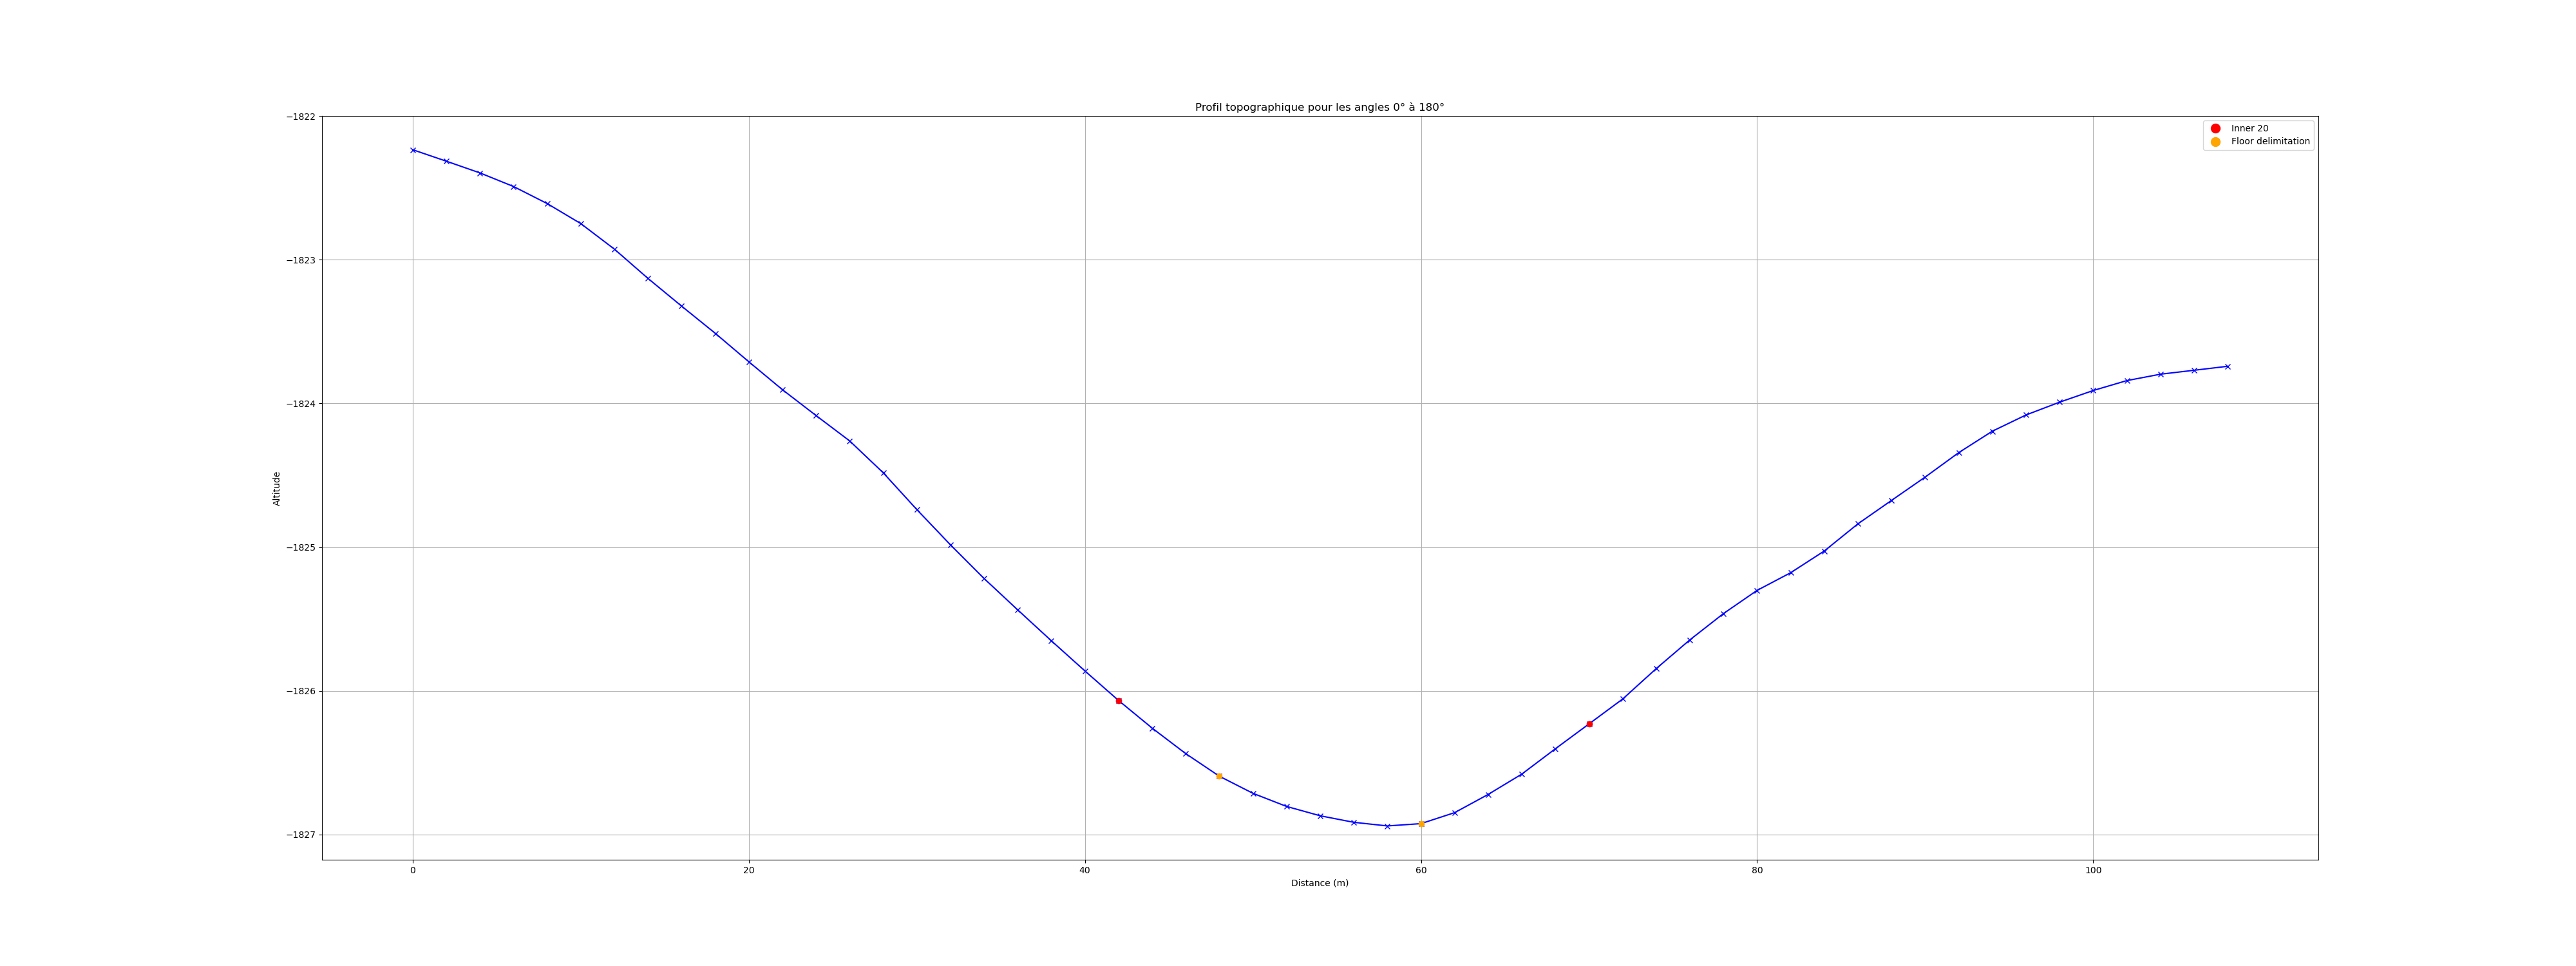 Profil topographique pour les angles 0° à 180°
Inner 20
Floor delimitation
−1822
−1823
−1824
−1825
−1826
−1827
Altitude
0 20 40 60 80 100
Distance (m)